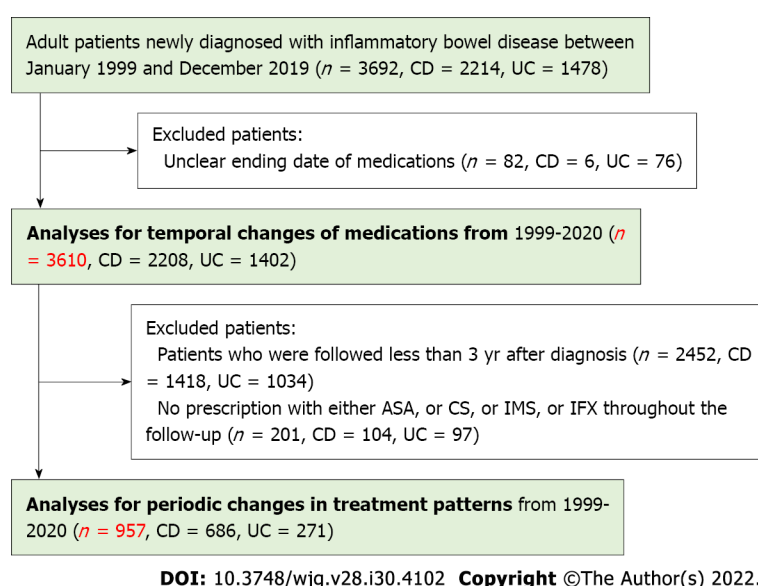 Adult patients newly diagnosed with inflammatory bowel disease between
January 1999 and December 2019 (n = 3692, CD = 2214, UC = 1478)
Excluded patients:
Unclear ending date of medications (n = 82, CD = 6, UC = 76)
Analyses for temporal changes of medications from 1999-2020 (n
= 3610, CD = 2208, UC = 1402)
Excluded patients:
Patients who were followed less than 3 yr after diagnosis (n = 2452, CD
= 1418, UC = 1034)
No prescription with either ASA, or CS, or IMS, or IFX throughout the
follow-up (n = 201, CD = 104, UC = 97)
Analyses for periodic changes in treatment patterns from 1999-
2020 (n = 957, CD = 686, UC = 271)
DOI: 10.3748/wjg.v28.i30.4102 Copyright ©The Author(s) 2022.